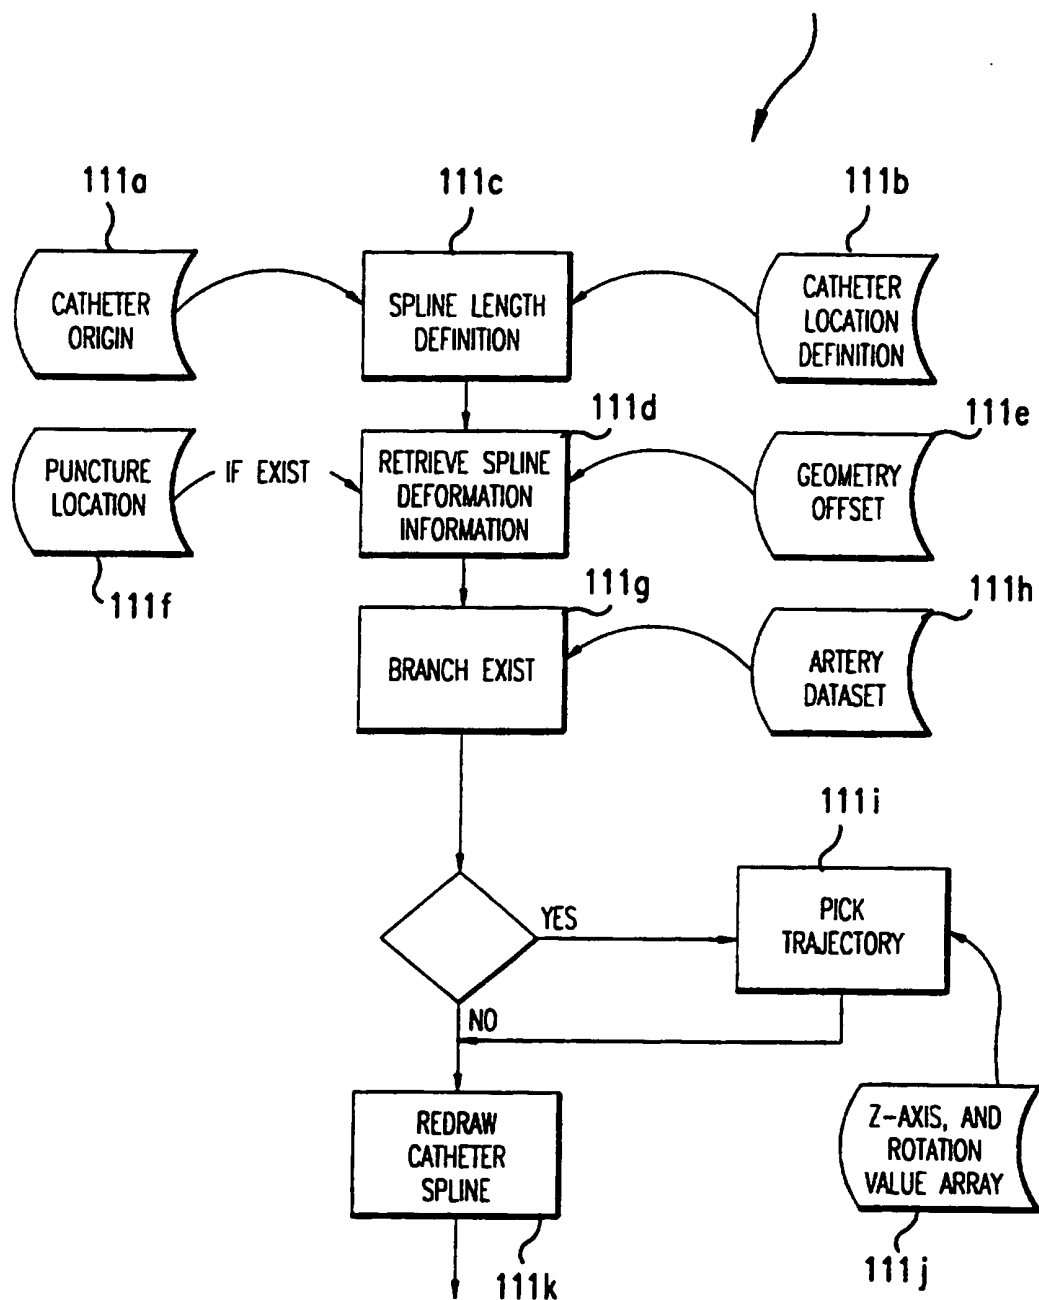 111a
111c
111b
CATHETER
ORIGIN
SPLINE LENGTH
DEFINITION
CATHETER
LOCATION
DEFINITION
111d
111e
PUNCTURE
LOCATION
IF EXIST
RETRIEVE SPLINE
DEFORMATION
INFORMATION
GEOMETRY
OFFSET
111f
111g
111h
BRANCH EXIST
ARTERY
DATASET
111i
YES
PICK
TRAJECTORY
NO
REDRAW
CATHETER
SPLINE
Z-AXIS, AND
ROTATION
VALUE ARRAY
111k
111j